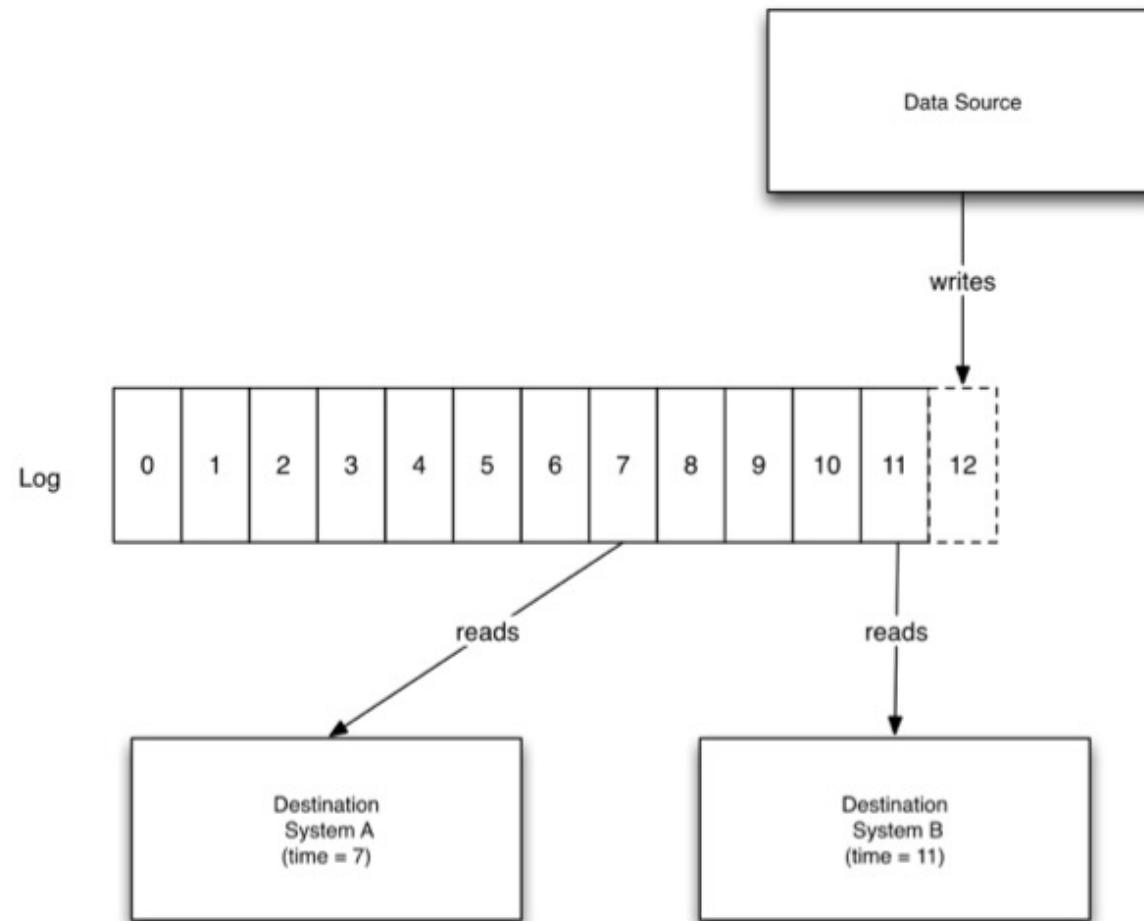 Data Source
writes
Log
0 1 2 3 4 5 6 7 8 9 10 11 12
reads
reads
Destination
System A
(time = 7)
Destination
System B
(time = 11)